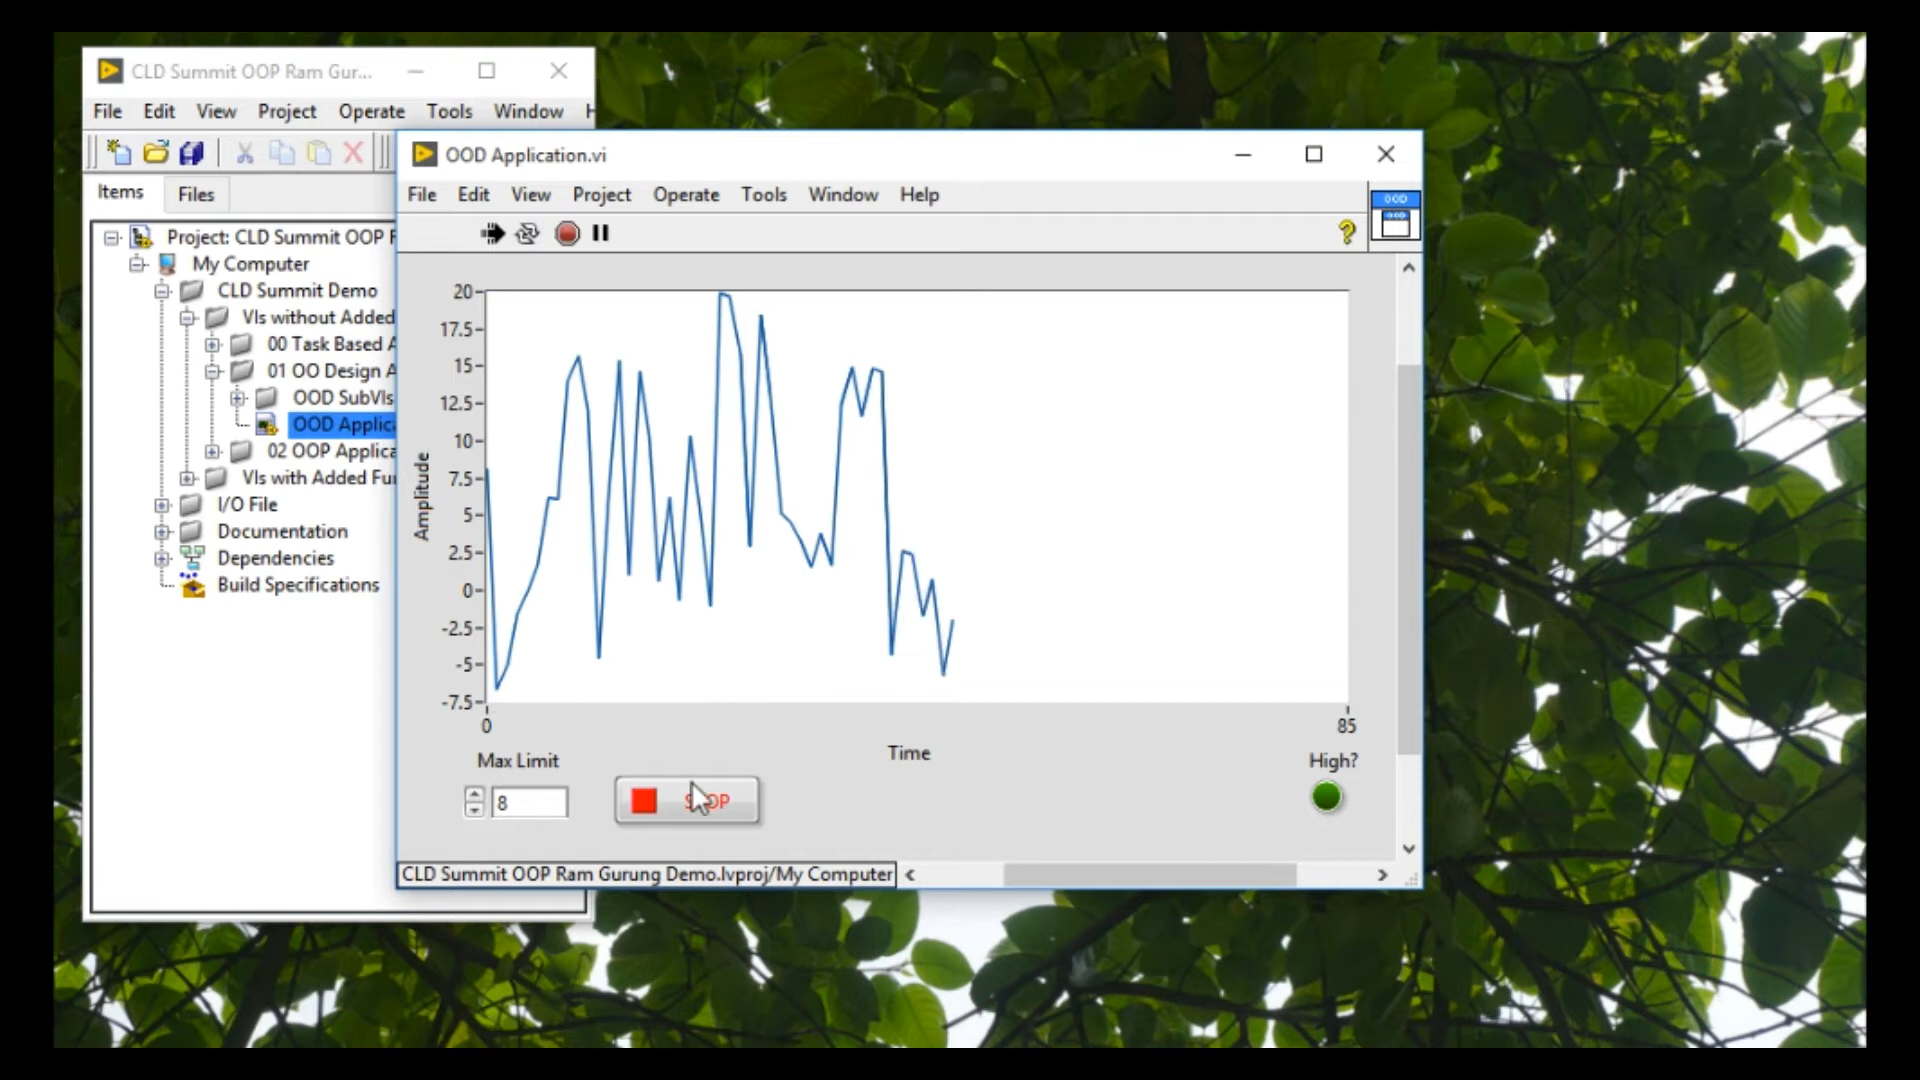 CLD Summit OOP Ram Gur...
File Edit View Project Operate Tools Window H
Items Files
Project: CLD Summit OOP R
My Computer
CLD Summit Demo
VIs without Added
00 Task Based A
01 OO Design A
OOD SubVIs
OOD Applica
02 OOP Applica
VIs with Added Fu
I/O File
Documentation
Dependencies
Build Specifications
OOD Application.vi
File Edit View Project Operate Tools Window Help
?
OOD
OOD
Amplitude
20
17.5
15
12.5
10
7.5
5
2.5
0
-2.5
-5
-7.5
0 85
Time
Max Limit
8
High?
CLD Summit OOP Ram Gurung Demo.lvproj/My Computer